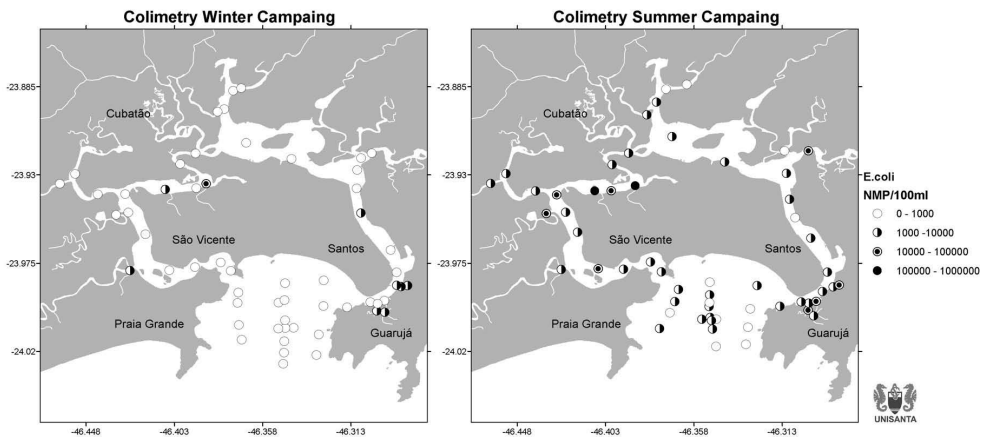 Colimetry Winter Campaing
-23.885
-23.93
-23.975
-24.02
Cubatão
São Vicente
Santos
Praia Grande
Guarujá
-46.448
-46.403
-46.358
-46.313
Colimetry Summer Campaing
-23.885
-23.93
-23.975
-24.02
Cubatão
São Vicente
Santos
Praia Grande
Guarujá
-46.448
-46.403
-46.358
-46.313
E.coli
NMP/100ml
0 - 1000
1000 -10000
10000 - 100000
100000 - 1000000
UNISANTA